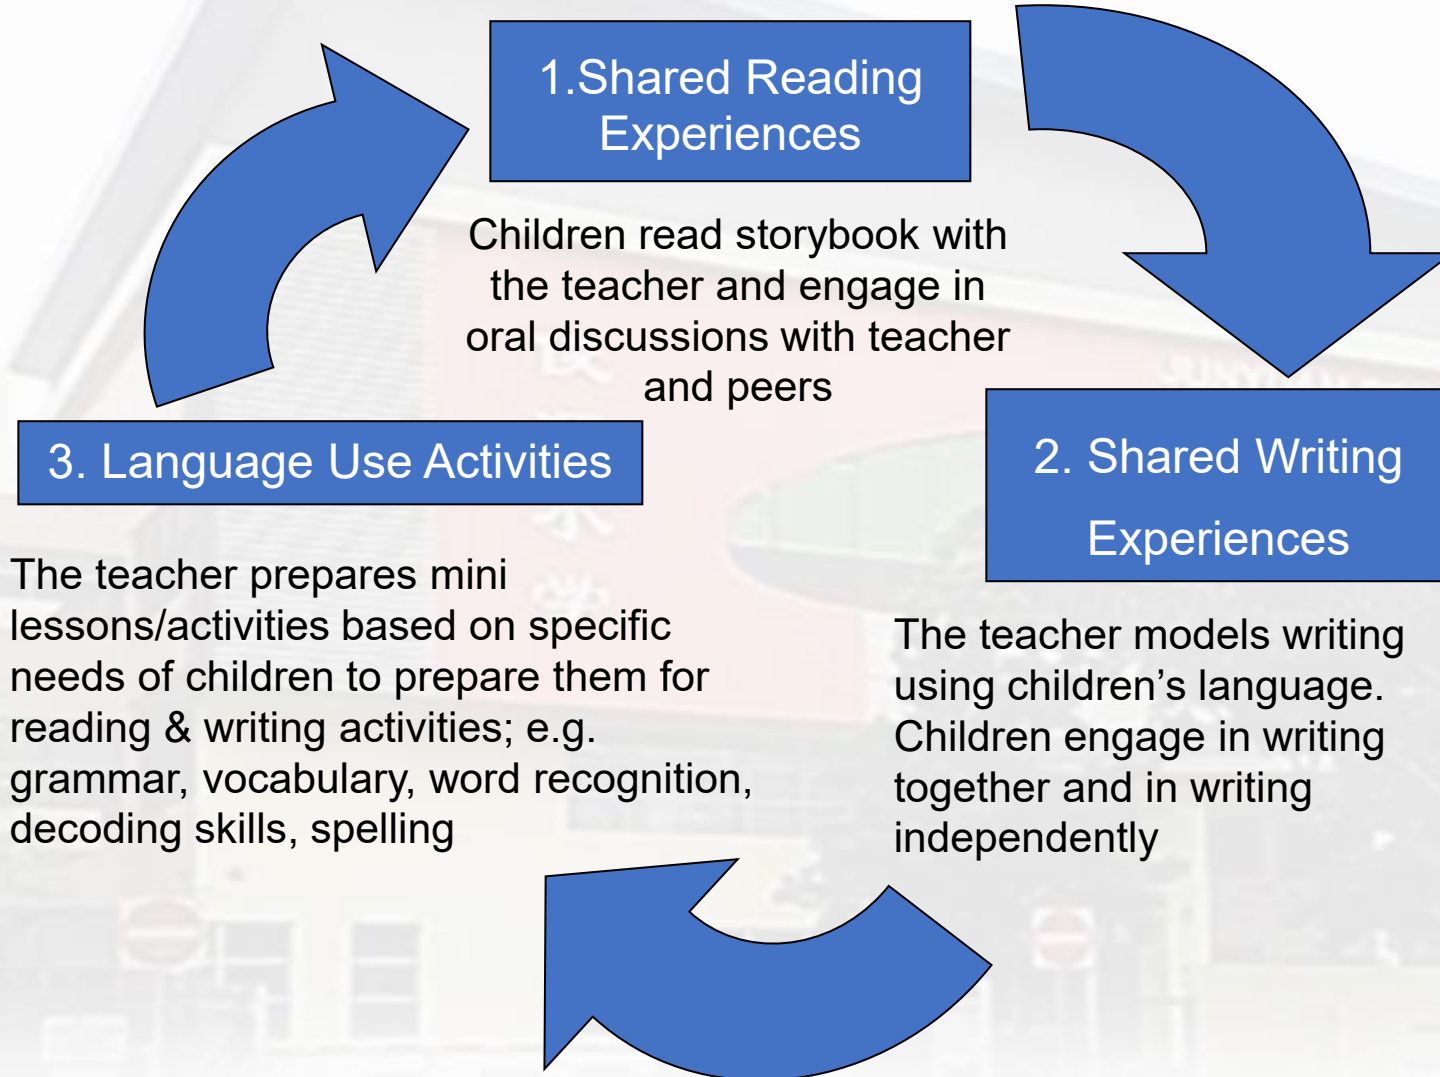 1.Shared Reading
Experiences
Children read storybook with
the teacher and engage in
oral discussions with teacher
and peers
2. Shared Writing
Experiences
The teacher models writing
using children’s language.
Children engage in writing
together and in writing
independently
3. Language Use Activities
The teacher prepares mini
lessons/activities based on specific
needs of children to prepare them for
reading & writing activities; e.g.
grammar, vocabulary, word recognition,
decoding skills, spelling